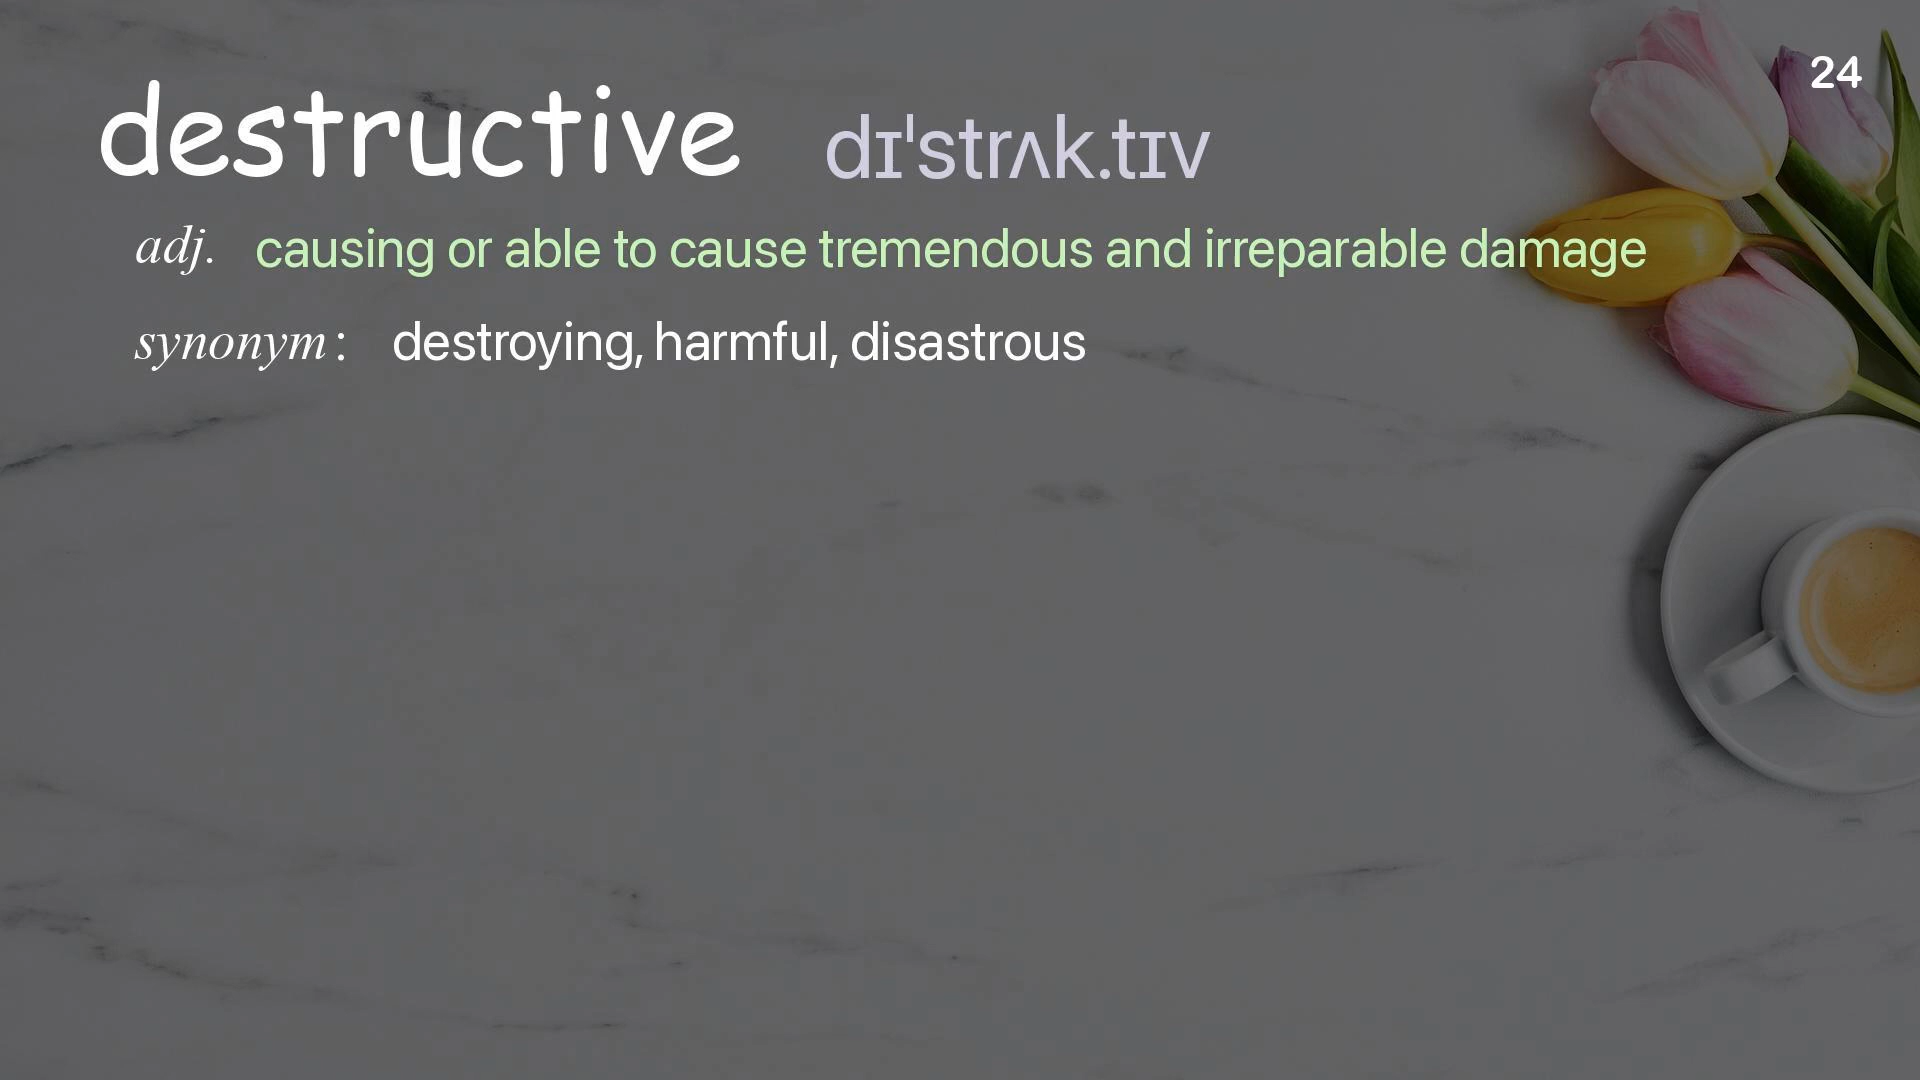 24
destructive dɪˈstrʌk.tɪv
adj. causing or able to cause tremendous and irreparable damage
synonym : destroying, harmful, disastrous